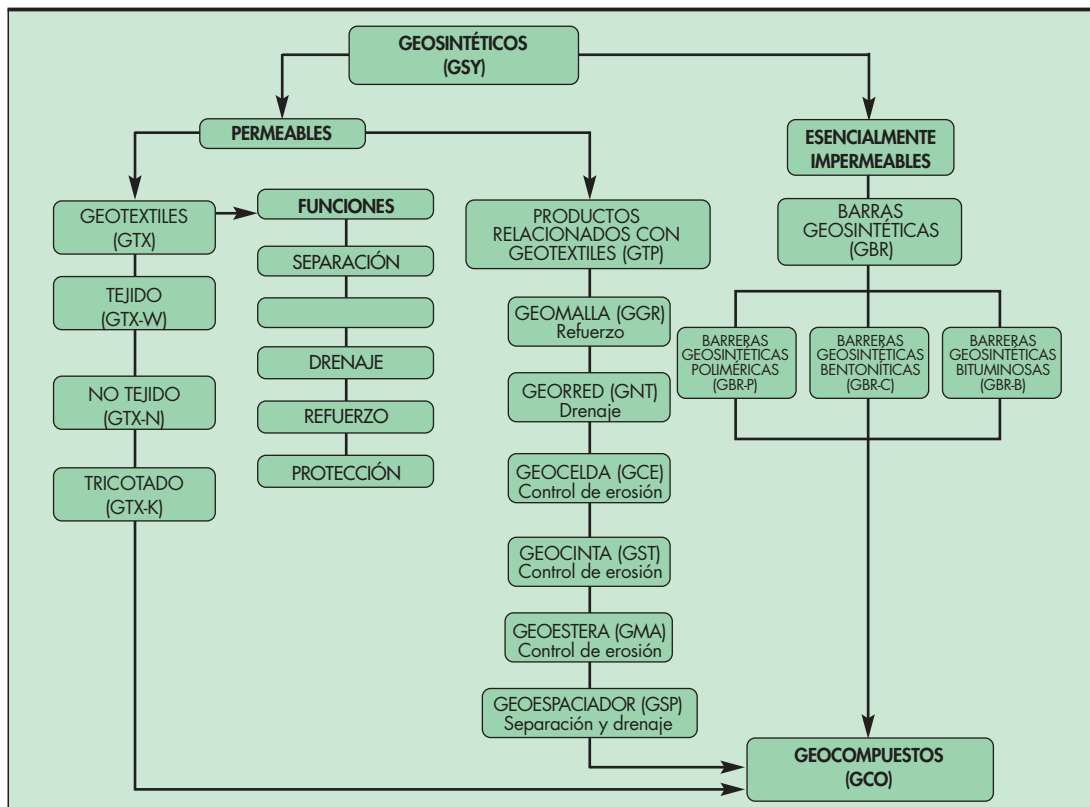 GEOSINTÉTICOS
(GSY)
PERMEABLES
ESENCIALMENTE
IMPERMEABLES
GEOTEXTILES
(GTX)
TEJIDO
(GTX-W)
NO TEJIDO
(GTX-N)
TRICOTADO
(GTX-K)
FUNCIONES
SEPARACIÓN
DRENAJE
REFUERZO
PROTECCIÓN
PRODUCTOS
RELACIONADOS CON
GEOTEXTILES (GTP)
GEOMALLA (GGR)
Refuerzo
GEORRED (GNT)
Drenaje
GEOCELDA (GCE)
Control de erosión
GEOCINTA (GST)
Control de erosión
GEOESTERA (GMA)
Control de erosión
GEOESPACIADOR (GSP)
Separación y drenaje
BARRAS
GEOSINTÉTICAS
(GBR)
BARRERAS
GEOSINTÉTICAS
POLIMÉRICAS
(GBR-P)
BARRERAS
GEOSINTÉTICAS
BENTONÍTICAS
(GBR-C)
BARRERAS
GEOSINTÉTICAS
BITUMINOSAS
(GBR-B)
GEOCOMPUESTOS
(GCO)